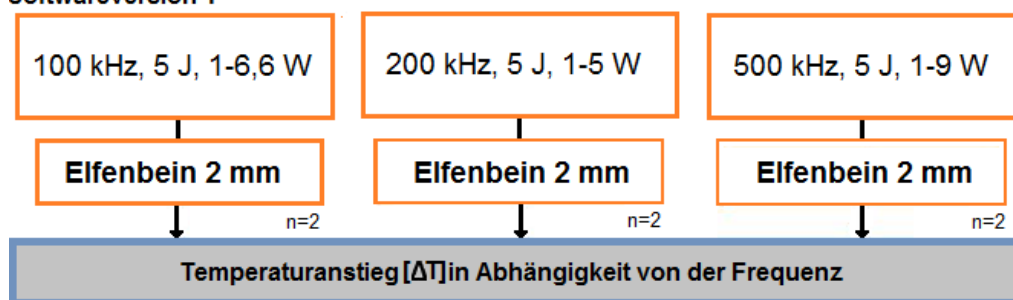 100 kHz, 5 J, 1-6,6 W
200 kHz, 5 J, 1-5 W
500 kHz, 5 J, 1-9 W
Elfenbein 2 mm
Elfenbein 2 mm
Elfenbein 2 mm
n=2
n=2
n=2
Temperaturanstieg [ΔT] in Abhängigkeit von der Frequenz